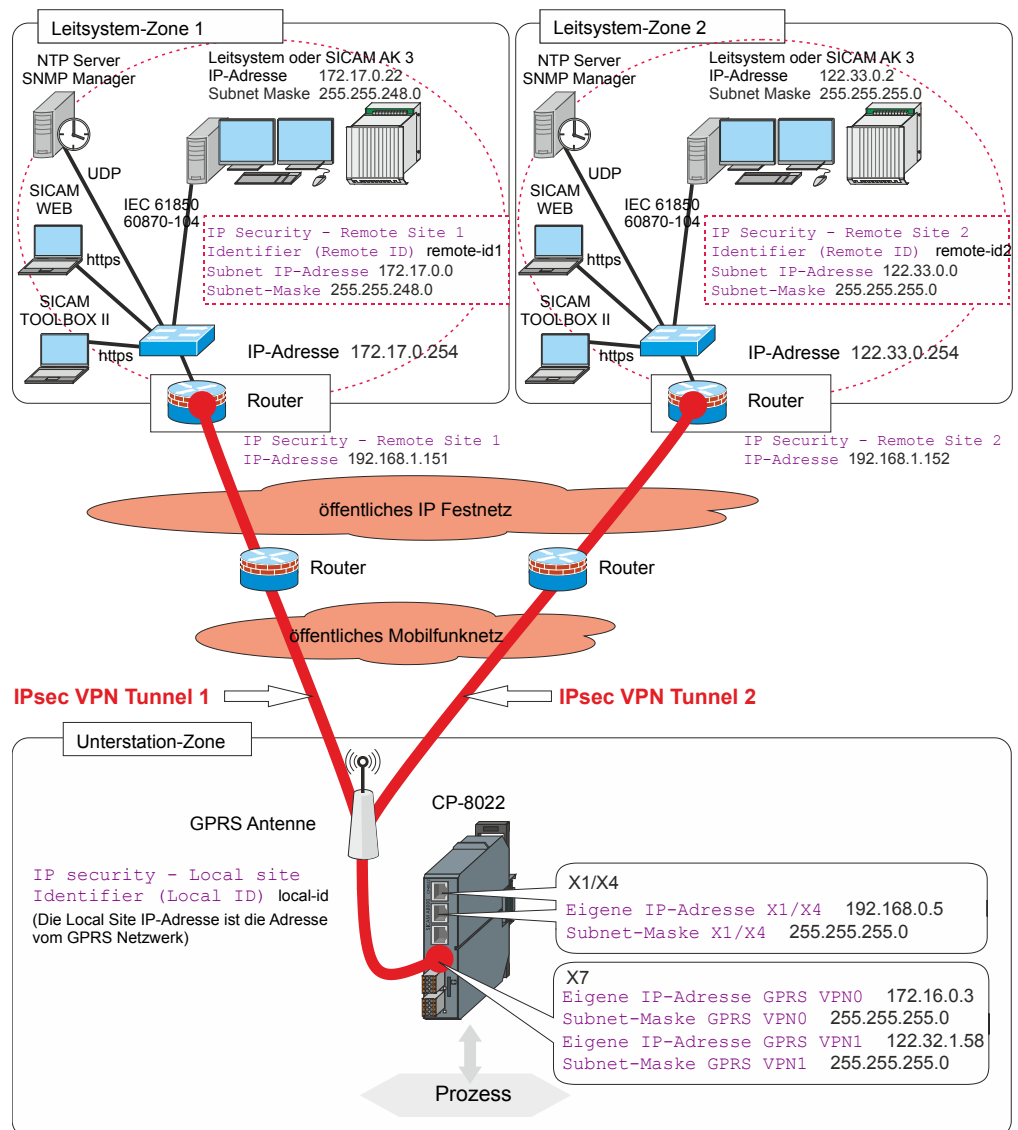 Leitsystem-Zone 1
NTP Server
SNMP Manager
Leitsystem oder SICAM AK 3
IP-Adresse 172.17.0.22
Subnet Maske 255.255.248.0
UDP
SICAM
WEB
IEC 61850
60870-104
https
IP Security - Remote Site 1
Identifier (Remote ID) remote-id1
Subnet IP-Adresse 172.17.0.0
Subnet-Maske 255.255.248.0
SICAM
TOOLBOX II
https
IP-Adresse 172.17.0.254
Router
IP Security - Remote Site 1
IP-Adresse 192.168.1.151
Leitsystem-Zone 2
NTP Server
SNMP Manager
Leitsystem oder SICAM AK 3
IP-Adresse 122.33.0.2
Subnet Maske 255.255.255.0
UDP
SICAM
WEB
IEC 61850
60870-104
https
IP Security - Remote Site 2
Identifier (Remote ID) remote-id2
Subnet IP-Adresse 122.33.0.0
Subnet-Maske 255.255.255.0
SICAM
TOOLBOX II
https
IP-Adresse 122.33.0.254
Router
IP Security - Remote Site 2
IP-Adresse 192.168.1.152
öffentliches IP Festnetz
Router
Router
öffentliches Mobilfunknetz
IPsec VPN Tunnel 1
IPsec VPN Tunnel 2
Unterstation-Zone
GPRS Antenne
CP-8022
IP security - Local site
Identifier (Local ID) local-id
(Die Local Site IP-Adresse ist die Adresse
vom GPRS Netzwerk)
X1/X4
Eigene IP-Adresse X1/X4 192.168.0.5
Subnet-Maske X1/X4 255.255.255.0
X7
Eigene IP-Adresse GPRS VPN0 172.16.0.3
Subnet-Maske GPRS VPN0 255.255.255.0
Eigene IP-Adresse GPRS VPN1 122.32.1.58
Subnet-Maske GPRS VPN1 255.255.255.0
Prozess